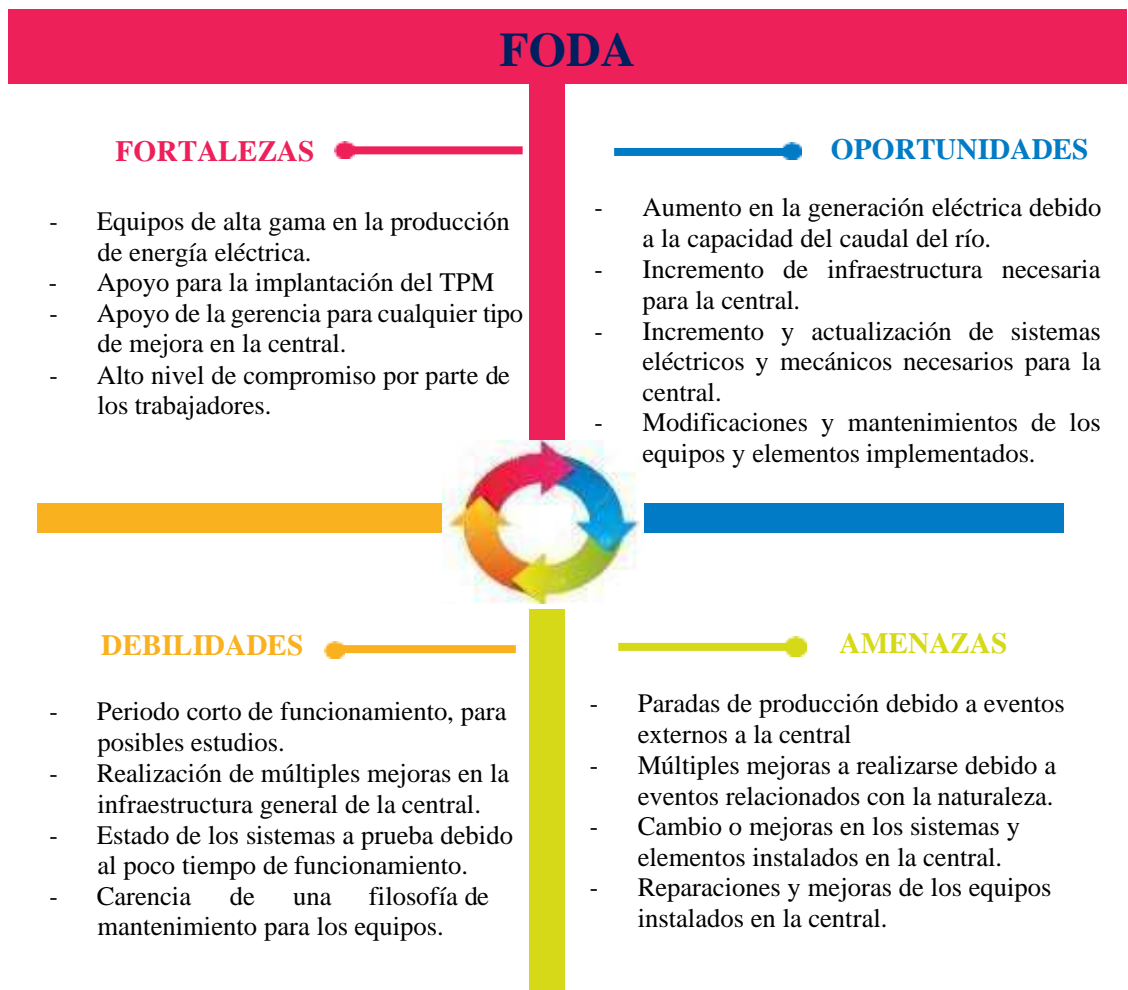 FODA
FORTALEZAS
- Equipos de alta gama en la producción
de energía eléctrica.
- Apoyo para la implantación del TPM
- Apoyo de la gerencia para cualquier tipo
de mejora en la central.
- Alto nivel de compromiso por parte de
los trabajadores.
OPORTUNIDADES
- Aumento en la generación eléctrica debido
a la capacidad del caudal del río.
- Incremento de infraestructura necesaria
para la central.
- Incremento y actualización de sistemas
eléctricos y mecánicos necesarios para la
central.
- Modificaciones y mantenimientos de los
equipos y elementos implementados.
DEBILIDADES
- Periodo corto de funcionamiento, para
posibles estudios.
- Realización de múltiples mejoras en la
infraestructura general de la central.
- Estado de los sistemas a prueba debido
al poco tiempo de funcionamiento.
- Carencia de una filosofía de
mantenimiento para los equipos.
AMENAZAS
- Paradas de producción debido a eventos
externos a la central
- Múltiples mejoras a realizarse debido a
eventos relacionados con la naturaleza.
- Cambio o mejoras en los sistemas y
elementos instalados en la central.
- Reparaciones y mejoras de los equipos
instalados en la central.